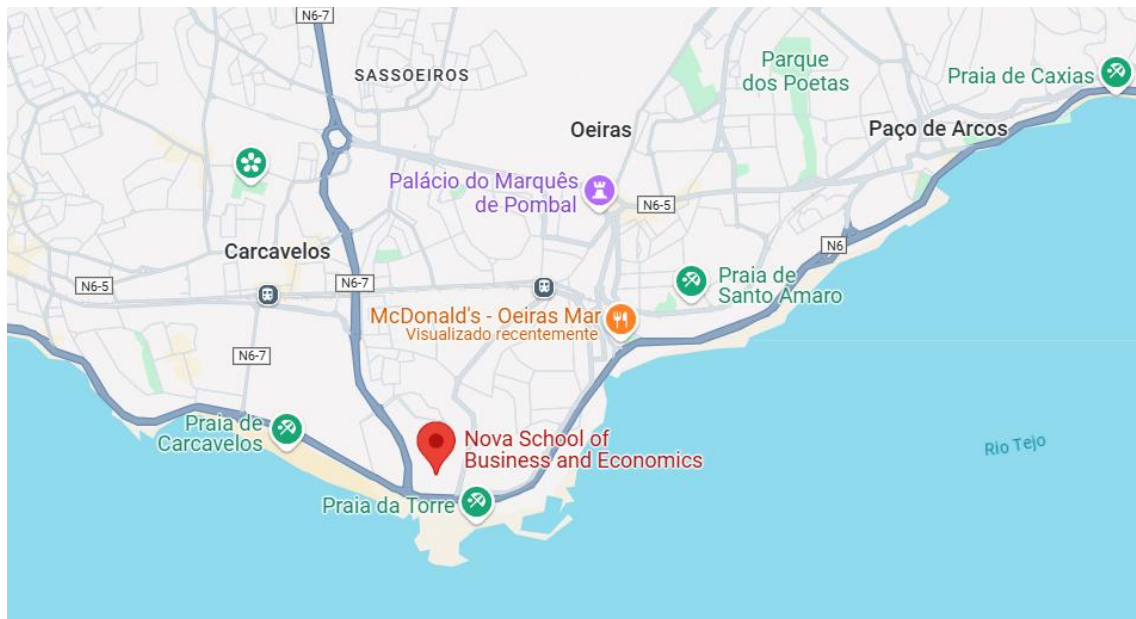 N6-7
SASSOEIROS
Parque
dos Poetas
Praia de Caxias
Oeiras
Paço de Arcos
Palácio do Marquês
de Pombal
N6-5
Carcavelos
N6
N6-5
N6-7
Praia de
Santo Amaro
McDonald's - Oeiras Mar
Visualizado recentemente
N6-7
Praia de
Carcavelos
Nova School of
Business and Economics
Rio Tejo
Praia da Torre